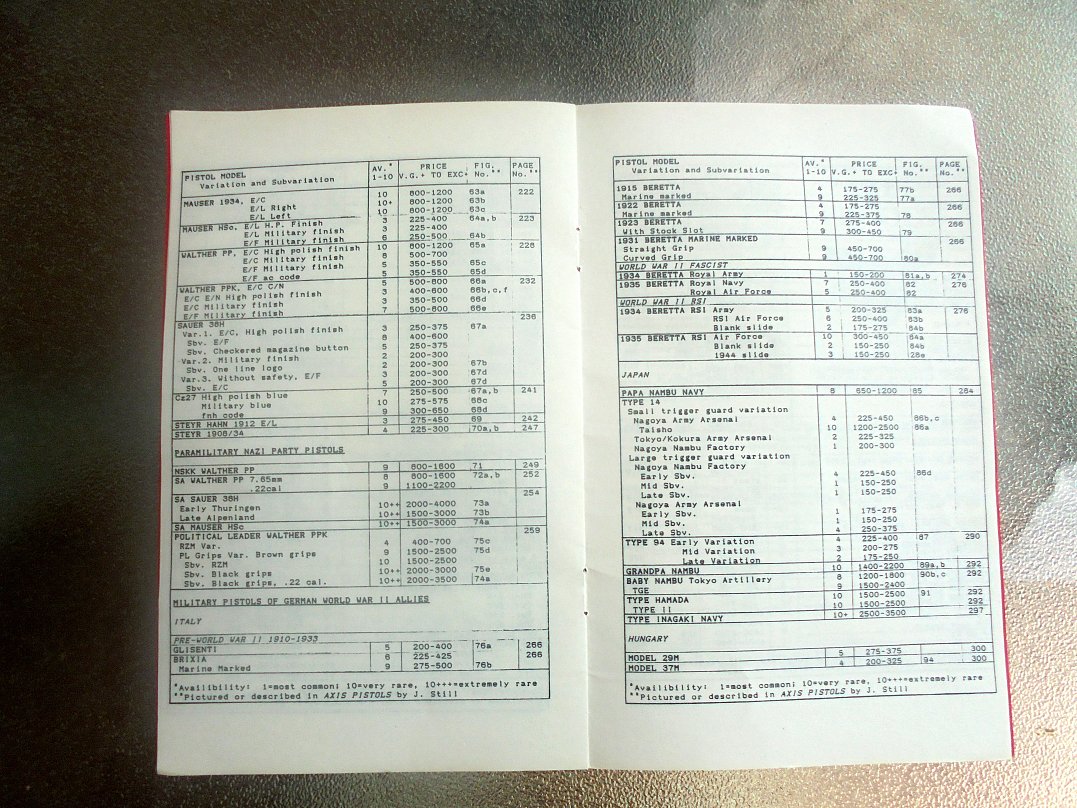 PISTOL MODEL AV.* PRICE FIG. PAGE
Variation and Subvariation 1-10 V.G.+ TO EXC+ No.** No.**
MAUSER 1934, E/C 10 800-1200 63a 222
E/L Right 10+ 800-1200 63b
E/L Left 10 800-1200 63c
MAUSER HSc, E/L H.P. Finish 3 225-400 64a,b 223
E/L Military finish 3 225-400
E/F Military finish 6 250-500 64b
WALTHER PP, E/C High polish finish 10 800-1200 65a 228
E/C Military finish 8 500-700
E/F Military finish 5 350-550 65c
E/F ac code 5 350-550 65d
WALTHER PPK, E/C C/N 5 500-800 66a 232
E/C E/N High polish finish 3 400-600 66b,c,f
E/C Military finish 3 350-500 66d
E/F Military finish 7 500-800 66e
SAUER 38H 236
Var.1. E/C, High polish finish 3 250-375 67a
Sbv. E/F 8 400-600
Sbv. Checkered magazine button 5 250-375
Var.2. Military finish 2 200-300
Sbv. One line logo 2 200-300 67b
Var.3. Without safety, E/F 3 200-300 67d
Sbv. E/C 5 200-300 67d
Cz27 High polish blue 7 250-500 67a,b 241
Military blue 10 275-575 68c
fnh code 9 300-650 68d
STEYR HAHN 1912 E/L 3 275-450 69 242
STEYR 1908/34 4 225-300 70a,b 247
PARAMILITARY NAZI PARTY PISTOLS
NSKK WALTHER PP 9 800-1600 71 249
SA WALTHER PP 7.65mm 8 800-1600 72a,b 252
.22cal 9 1100-2200
SA SAUER 38H 254
Early Thuringen 10++ 2000-4000 73a
Late Alpenland 10++ 1500-3000 73b
SA MAUSER HSc 10++ 1500-3000 74a
POLITICAL LEADER WALTHER PPK 259
RZM Var. 4 400-700 75c
PL Grips Var. Brown grips 9 1500-2500 75d
Sbv. RZM 10 1500-2500
Sbv. Black grips 10++ 2000-3000 75e
Sbv. Black grips, .22 cal. 10++ 2000-3500 74a
MILITARY PISTOLS OF GERMAN WORLD WAR II ALLIES
ITALY
PRE-WORLD WAR II 1910-1933
GLISENTI 5 200-400 76a 266
BRIXIA 6 225-425 266
Marine Marked 9 275-500 76b
*Availibility: 1=most common; 10=very rare, 10+++=extremely rare
**Pictured or described in AXIS PISTOLS by J. Still
PISTOL MODEL AV.* PRICE FIG. PAGE
Variation and Subvariation 1-10 V.G.+ TO EXC+ No.** No.**
1915 BERETTA 4 175-275 77b 266
Marine marked 9 225-325 77a
1922 BERETTA 4 175-275 266
Marine marked 9 225-375 78
1923 BERETTA 7 275-400 266
With Stock Slot 9 300-450 79
1931 BERETTA MARINE MARKED 266
Straight Grip 9 450-700
Curved Grip 9 450-700 80a
WORLD WAR II FASCIST
1934 BERETTA Royal Army 1 150-200 81a,b 274
1935 BERETTA Royal Navy 7 250-400 82 276
Royal Air Force 5 250-400 82
WORLD WAR II RSI
1934 BERETTA RSI Army 5 200-325 83a 276
RSI Air Force 6 250-400 83b
Blank slide 2 175-275 84b
1935 BERETTA RSI Air Force 10 300-450 84a
Blank slide 2 150-250 84b
1944 slide 3 150-250 28e
JAPAN
PAPA NAMBU NAVY 8 650-1200 85 284
TYPE 14
Small trigger guard variation
Nagoya Army Arsenal 4 225-450 86b,c
Taisho 10 1200-2500 86a
Tokyo/Kokura Army Arsenal 2 225-325
Nagoya Nambu Factory 1 200-300
Large trigger guard variation
Nagoya Nambu Factory
Early Sbv. 4 225-450 86d
Mid Sbv. 1 150-250
Late Sbv. 1 150-250
Nagoya Army Arsenal
Early Sbv. 1 175-275
Mid Sbv. 1 150-250
Late Sbv. 4 250-375
TYPE 94 Early Variation 4 225-400 87 290
Mid Variation 3 200-275
Late Variation 2 175-250
GRANDPA NAMBU 10 1400-2200 89a,b 292
BABY NAMBU Tokyo Artillery 8 1200-1800 90b,c 292
TGE 9 1500-2400
TYPE HAMADA 10 1500-2500 91 292
TYPE II 10 1500-2500 292
TYPE INAGAKI NAVY 10+ 2500-3500 297
HUNGARY
MODEL 29M 5 275-375 300
MODEL 37M 4 200-325 94 300
*Availibility: 1=most common; 10=very rare, 10+++=extremely rare
**Pictured or described in AXIS PISTOLS by J. Still